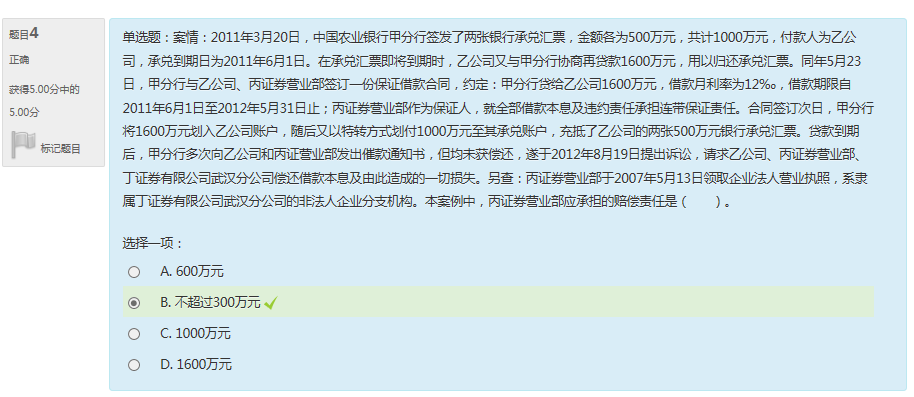 题目4
正确
获得5.00分中的
5.00分
标记题目
单选题：案情：2011年3月20日，中国农业银行甲分行签发了两张银行承兑汇票，金额各为500万元，共计1000万元，付款人为乙公
司，承兑到期日为2011年6月1日。在承兑汇票即将到期时，乙公司又与甲分行协商再贷款1600万元，用以归还承兑汇票。同年5月23
日，甲分行与乙公司、丙证券营业部签订一份保证借款合同，约定：甲分行贷给乙公司1600万元，借款月利率为12‰，借款期限自
2011年6月1日至2012年5月31日止；丙证券营业部作为保证人，就全部借款本息及违约责任承担连带保证责任。合同签订次日，甲分行
将1600万元划入乙公司账户，随后又以特转方式划付1000万元至其承兑账户，充抵了乙公司的两张500万元银行承兑汇票。贷款到期
后，甲分行多次向乙公司和丙证营业部发出催款通知书，但均未获偿还，遂于2012年8月19日提出诉讼，请求乙公司、丙证券营业部、
丁证券有限公司武汉分公司偿还借款本息及由此造成的一切损失。另查：丙证券营业部于2007年5月13日领取企业法人营业执照，系隶
属丁证券有限公司武汉分公司的非法人企业分支机构。本案例中，丙证券营业部应承担的赔偿责任是（　　）。
选择一项：
A. 600万元
B. 不超过300万元
C. 1000万元
D. 1600万元